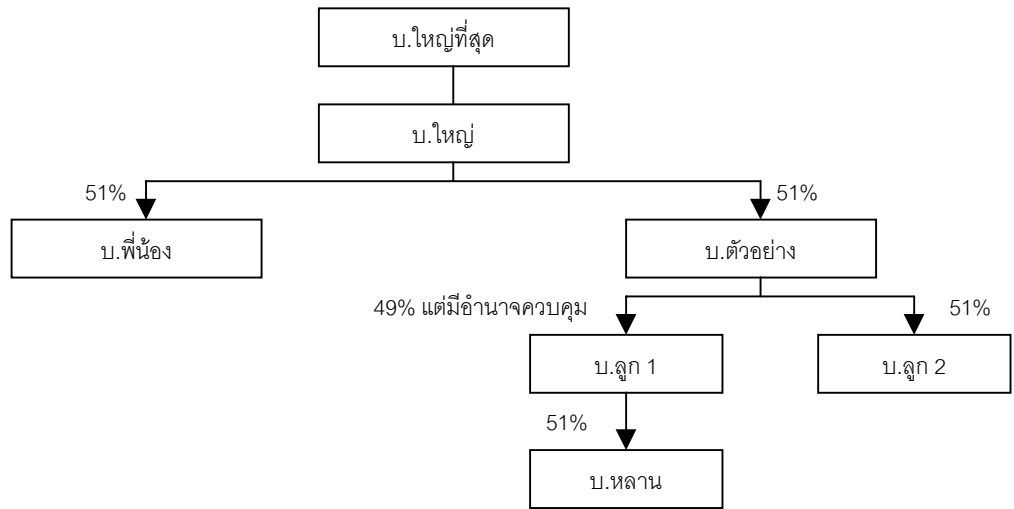 บ.ใหญ่ที่สุด
บ.ใหญ่
51%
51%
บ.พี่น้อง
บ.ตัวอย่าง
49% แต่มีอำนาจควบคุม
51%
บ.ลูก 1
บ.ลูก 2
51%
บ.หลาน